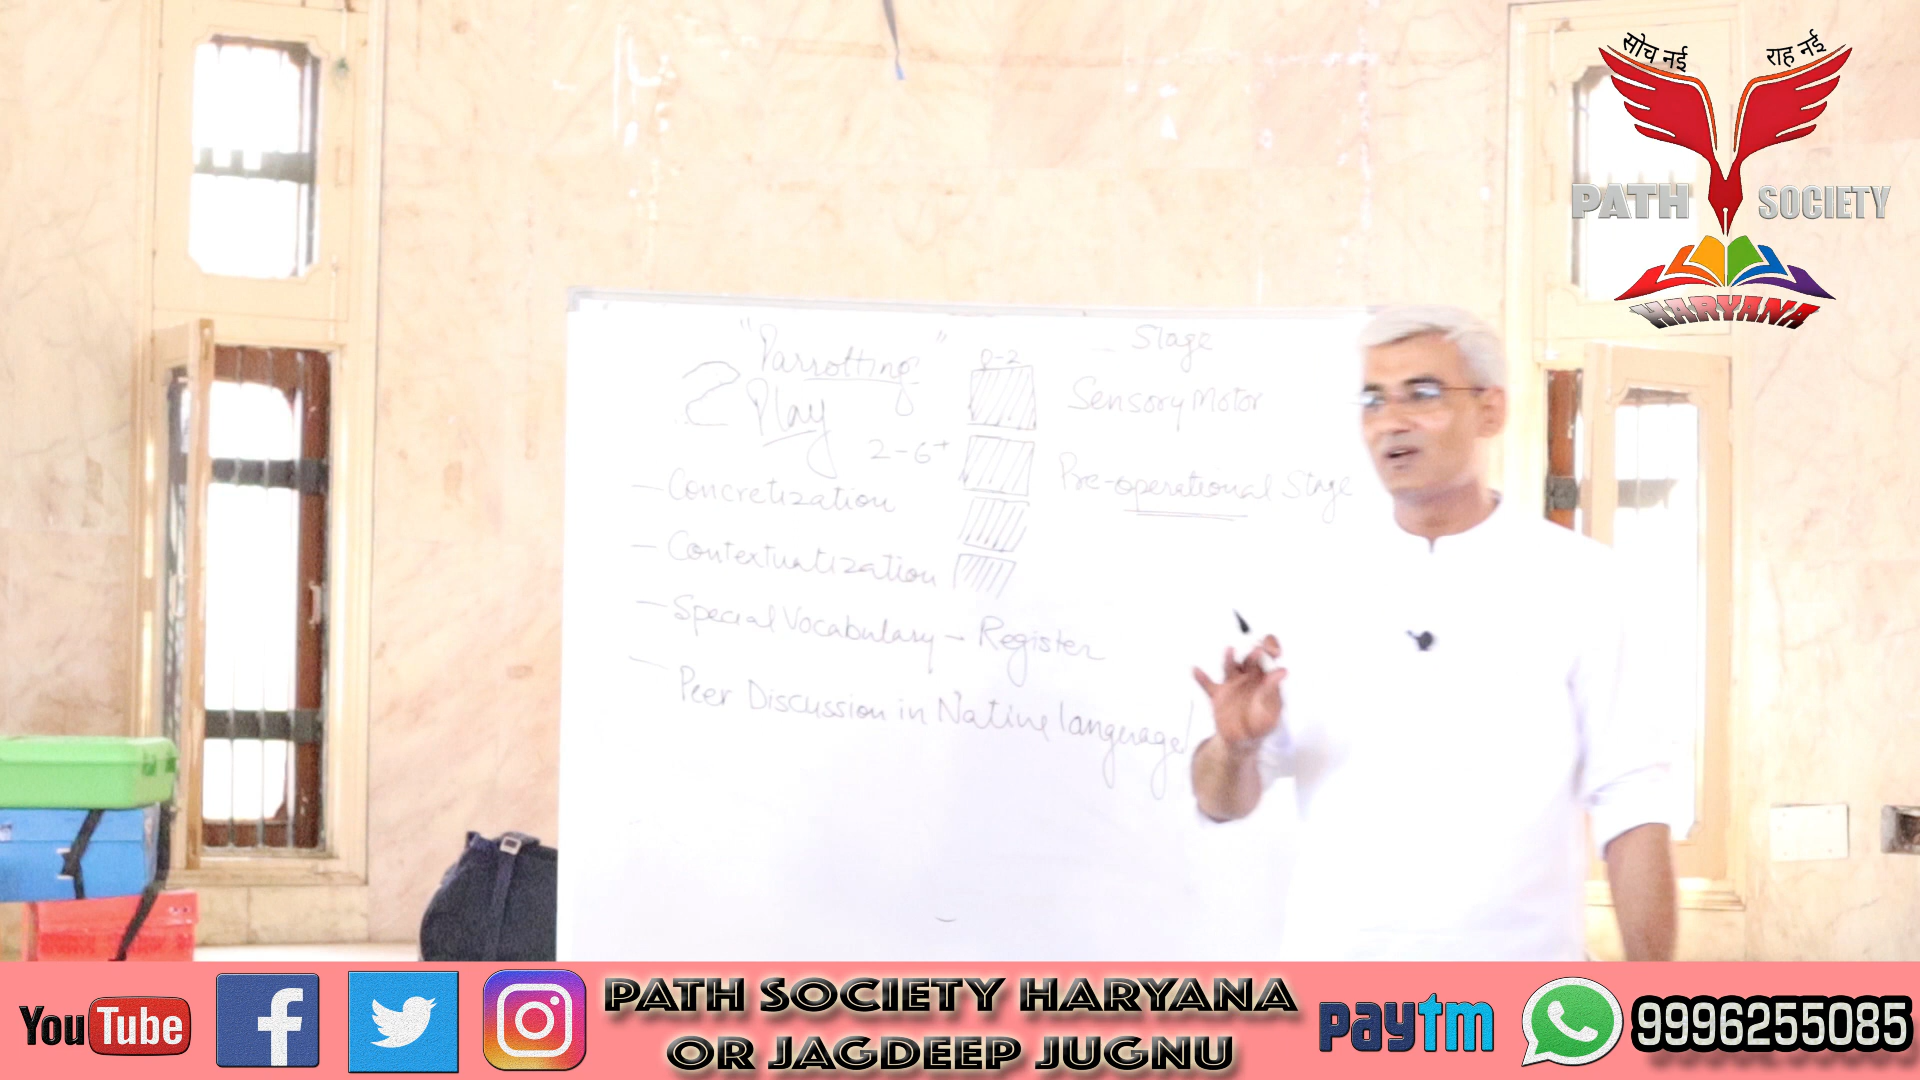 सोच नई राह नई
PATH SOCIETY
HARYANA
"Parrotting"
Play
2-6+
- Concretization
- Contextualization
- Special Vocabulary - Register
- Peer Discussion in Native language/
0-2
- Stage
Sensory Motor
Pre-operational Stage
YouTube
PATH SOCIETY HARYANA
OR JAGDEEP JUGNU
paytm
9996255085